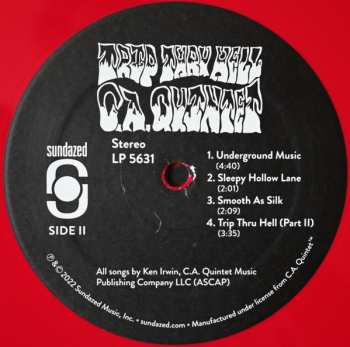 TRIP THRU HELL
C.A. QUINTET
sundazed
Stereo
LP 5631
SIDE II
1. Underground Music
(4:40)
2. Sleepy Hollow Lane
(2:01)
3. Smooth As Silk
(2:09)
4. Trip Thru Hell (Part II)
(3:35)
All songs by Ken Irwin, C.A. Quintet Music
Publishing Company LLC (ASCAP)
℗ & © 2022 Sundazed Music, Inc. • sundazed.com • Manufactured under license from C.A. Quintet™